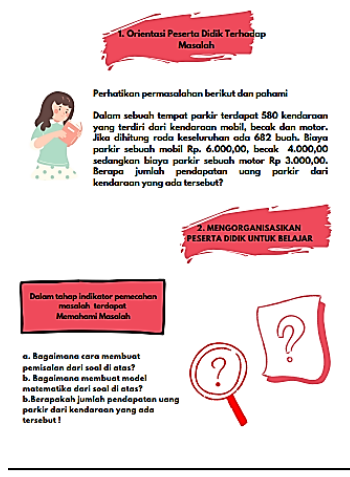 1. Orientasi Peserta Didik Terhadap
Masalah
Perhatikan permasalahan berikut dan pahami
Dalam sebuah tempat parkir terdapat 580 kendaraan
yang terdiri dari kendaraan mobil, becak dan motor.
Jika dihitung roda keseluruhan ada 682 buah. Biaya
parkir sebuah mobil Rp. 6.000,00, becak 4.000,00
sedangkan biaya parkir sebuah motor Rp 3.000,00.
Berapa jumlah pendapatan uang parkir dari
kendaraan yang ada tersebut?
2. MENGORGANISASIKAN
PESERTA DIDIK UNTUK BELAJAR
Dalam tahap indikator pemecahan
masalah terdapat
Memahami Masalah
a. Bagaimana cara membuat
pemisalan dari soal di atas?
b. Bagaimana membuat model
matematika dari soal di atas?
b.Berapakah jumlah pendapatan uang
parkir dari kendaraan yang ada
tersebut !